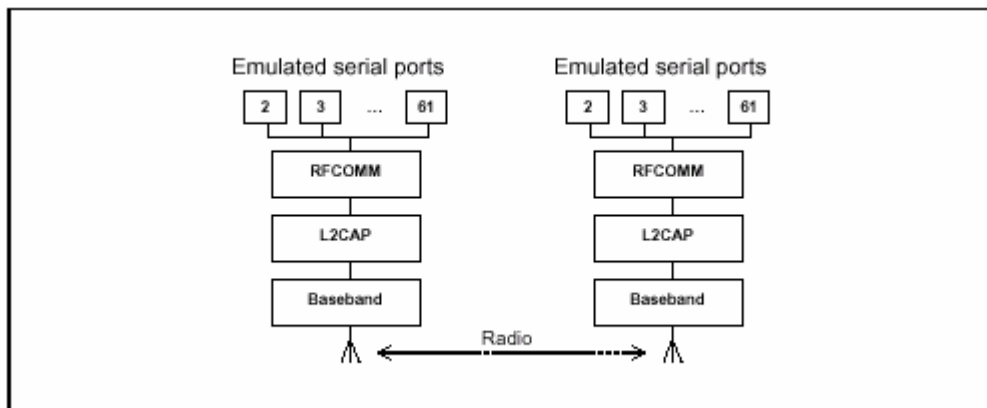 Emulated serial ports Emulated serial ports
2 3 ... 61 2 3 ... 61
RFCOMM RFCOMM
L2CAP L2CAP
Baseband Baseband
Radio